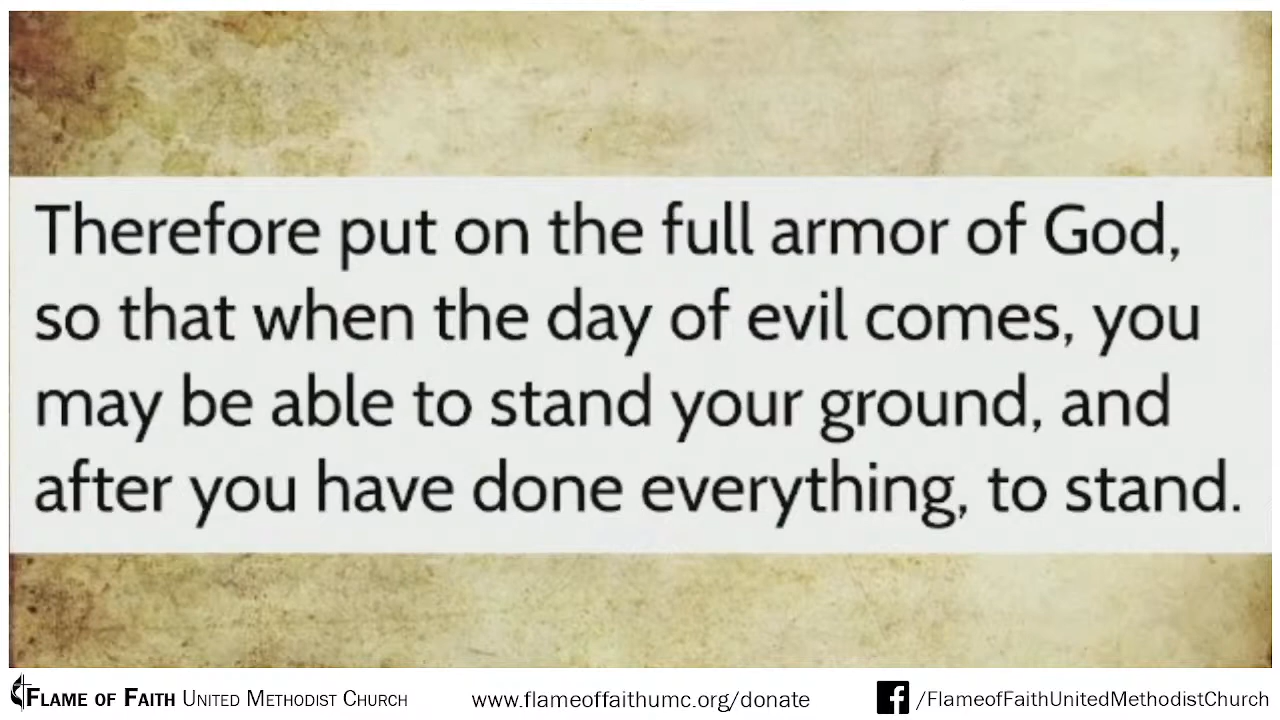 Therefore put on the full armor of God,
so that when the day of evil comes, you
may be able to stand your ground, and
after you have done everything, to stand.
FLAME OF FAITH UNITED METHODIST CHURCH
www.flameoffaithumc.org/donate
/FlameofFaithUnitedMethodistChurch